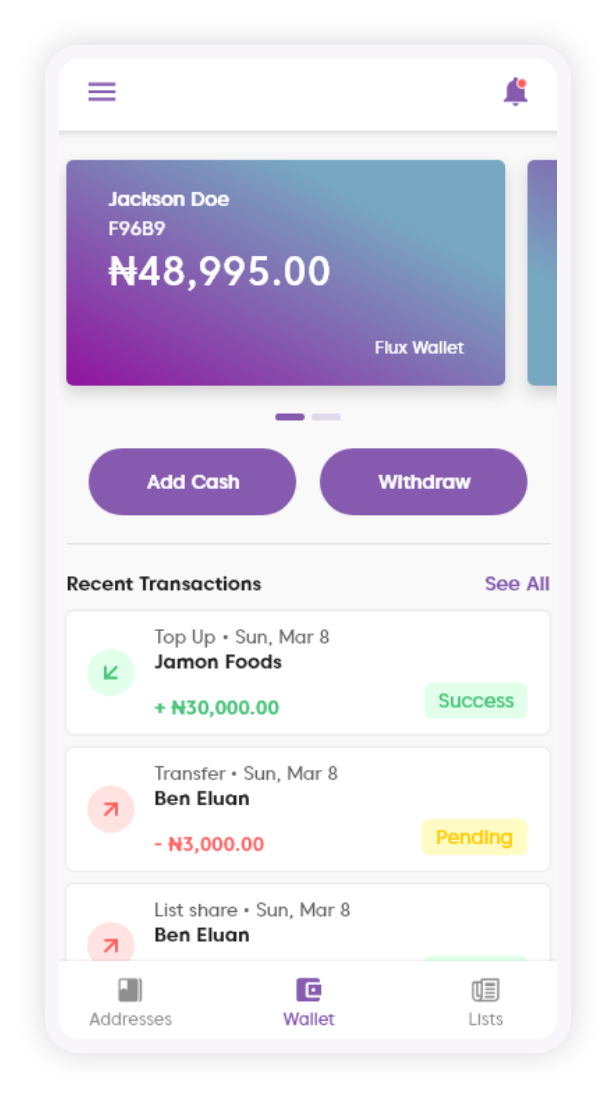 Jackson Doe
F96B9
₦48,995.00
Flux Wallet
Add Cash
Withdraw
Recent Transactions
See All
Top Up • Sun, Mar 8
Jamon Foods
+ ₦30,000.00
Success
Transfer • Sun, Mar 8
Ben Eluan
- ₦3,000.00
Pending
List share • Sun, Mar 8
Ben Eluan
Addresses
Wallet
Lists